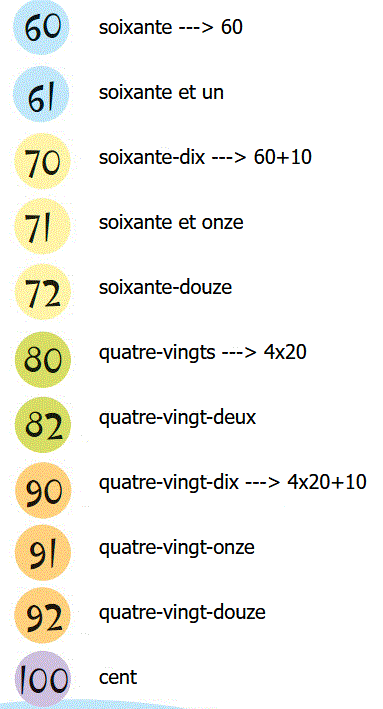 60 soixante ---> 60
61 soixante et un
70 soixante-dix ---> 60+10
71 soixante et onze
72 soixante-douze
80 quatre-vingts ---> 4x20
82 quatre-vingt-deux
90 quatre-vingt-dix ---> 4x20+10
91 quatre-vingt-onze
92 quatre-vingt-douze
100 cent